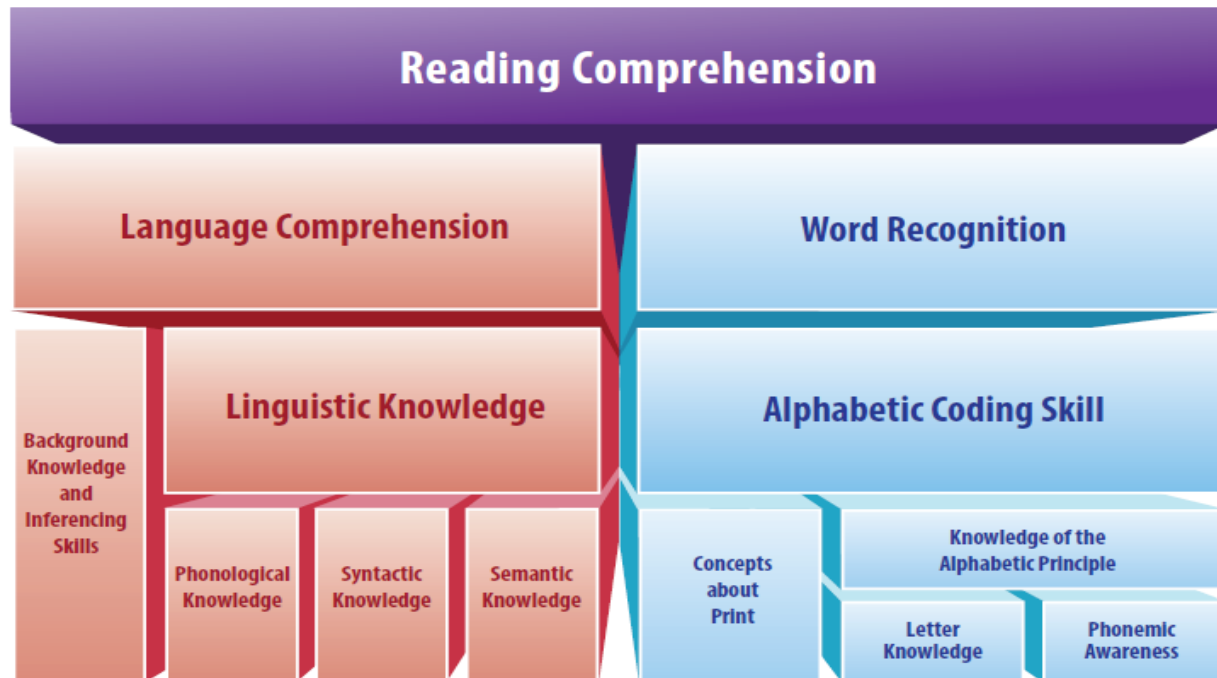 Reading Comprehension
Language Comprehension
Word Recognition
Background
Knowledge
and
Inferencing
Skills
Linguistic Knowledge
Alphabetic Coding Skill
Phonological
Knowledge
Syntactic
Knowledge
Semantic
Knowledge
Concepts
about
Print
Knowledge of the
Alphabetic Principle
Letter
Knowledge
Phonemic
Awareness